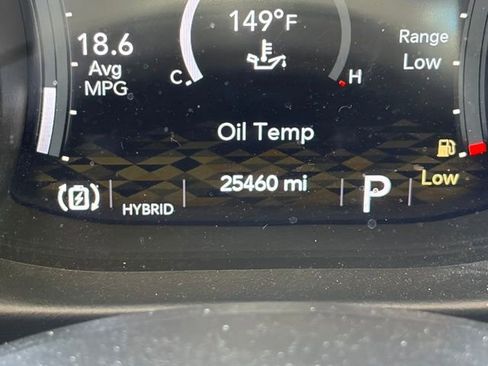 149°F
18.6
Avg
MPG
Range
Low
C
H
Oil Temp
25460 mi
HYBRID
P
Low